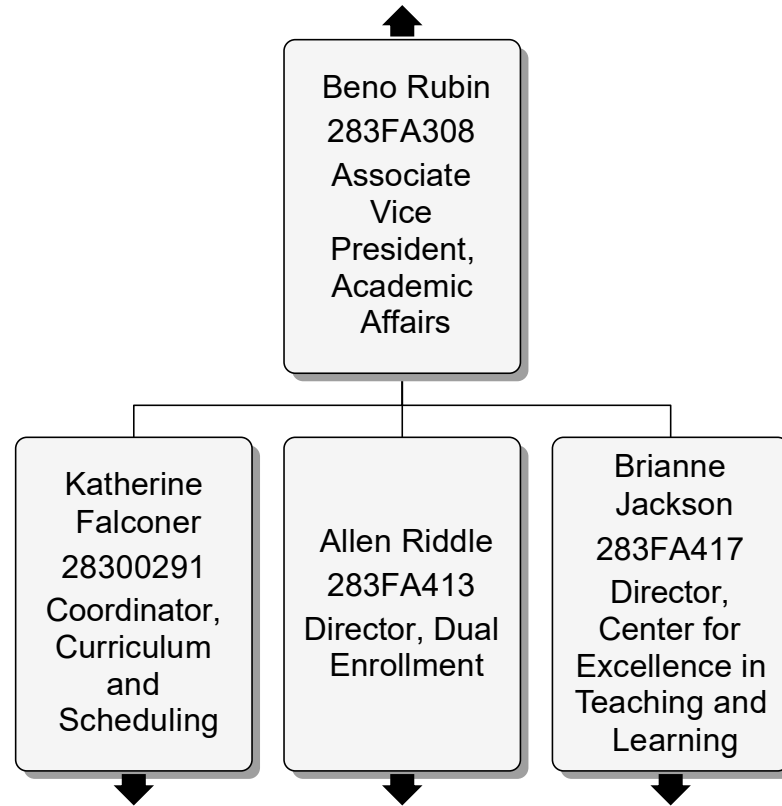 Beno Rubin
283FA308
Associate
Vice
President,
Academic
Affairs
Katherine
Falconer
28300291
Coordinator,
Curriculum
and
Scheduling
Allen Riddle
283FA413
Director, Dual
Enrollment
Brianne
Jackson
283FA417
Director,
Center for
Excellence in
Teaching and
Learning